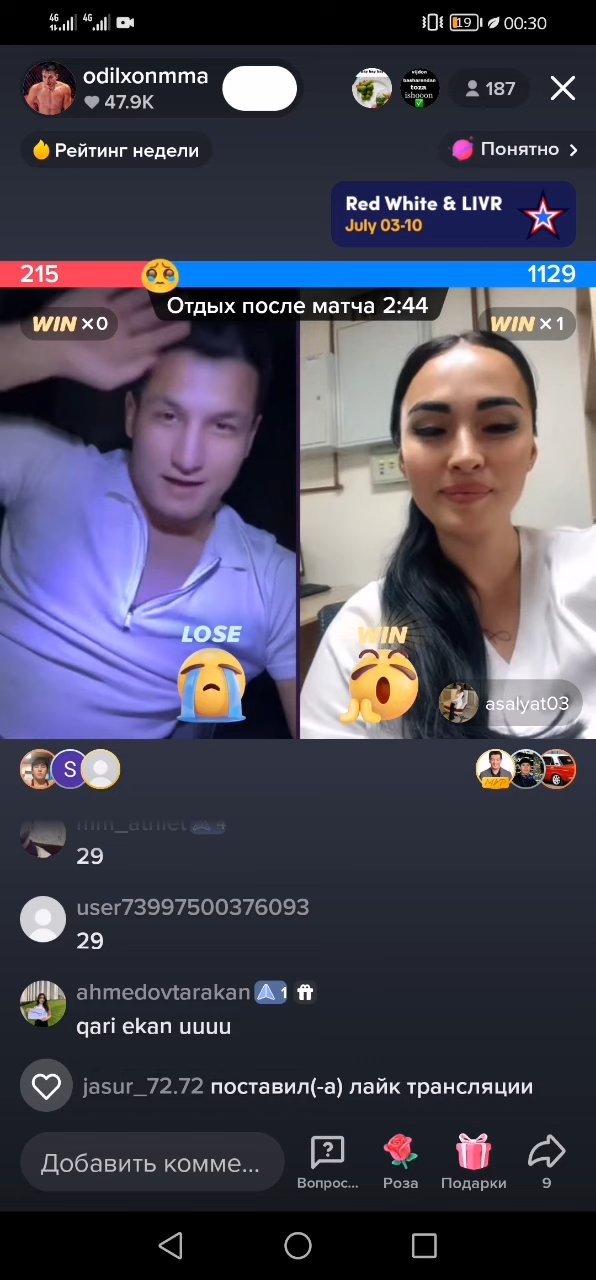 4G 4G 19 00:30
odilxonmma
47.9K
187
Рейтинг недели
Понятно
Red White & LIVR
July 03-10
215 1129
Отдых после матча 2:44
WIN ×0
WIN ×1
LOSE
WIN
asalyat03
S
29
user73997500376093
29
ahmedovtarakan 1
qari ekan uuuu
jasur_72.72 поставил(-а) лайк трансляции
Добавить комме...
Вопрос...
Роза
Подарки
9